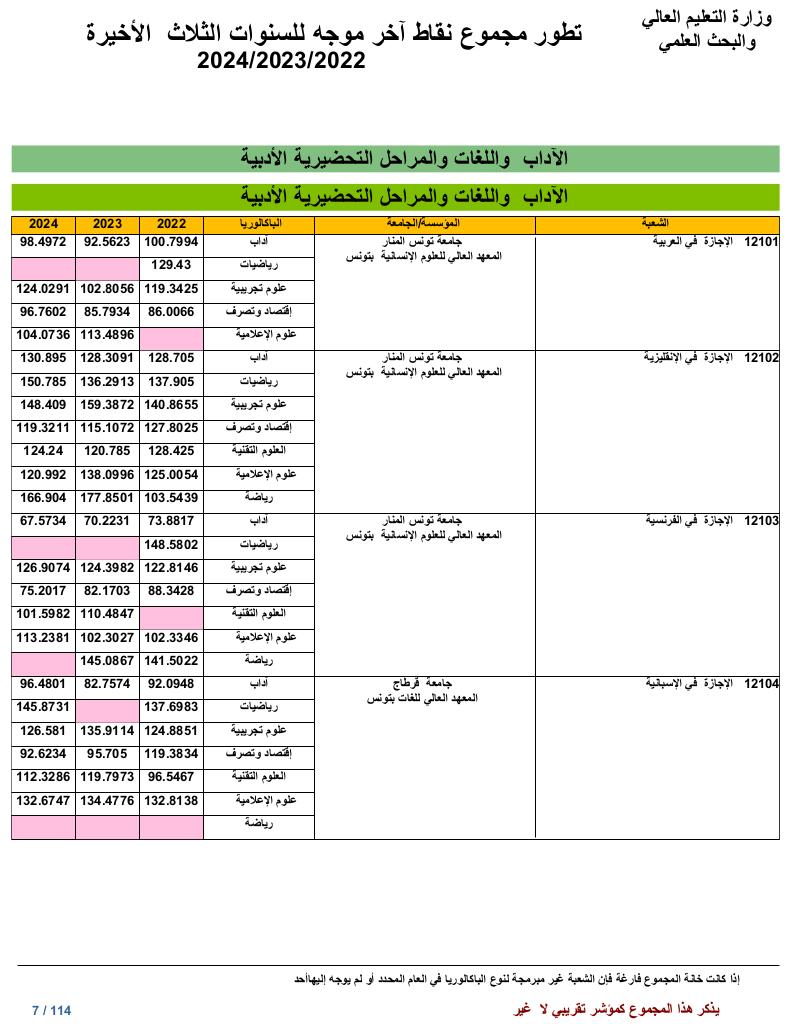 وزارة التعليم العالي
والبحث العلمي
تطور مجموع نقاط آخر موجه للسنوات الثلاث الأخيرة
2024/2023/2022
الآداب واللغات والمراحل التحضيرية الأدبية
الآداب واللغات والمراحل التحضيرية الأدبية
الشعبة المؤسسة/الجامعة الباكالوريا 2022 2023 2024
12101 الإجازة في العربية جامعة تونس المنار آداب 100.7994 92.5623 98.4972
المعهد العالي للعلوم الإنسانية بتونس رياضيات 129.43
علوم تجريبية 119.3425 102.8056 124.0291
إقتصاد وتصرف 86.0066 85.7934 96.7602
علوم الإعلامية 113.4896 104.0736
12102 الإجازة في الإنقليزية جامعة تونس المنار آداب 128.705 128.3091 130.895
المعهد العالي للعلوم الإنسانية بتونس رياضيات 137.905 136.2913 150.785
علوم تجريبية 140.8655 159.3872 148.409
إقتصاد وتصرف 127.8025 115.1072 119.3211
العلوم التقنية 128.425 120.785 124.24
علوم الإعلامية 125.0054 138.0996 120.992
رياضة 103.5439 177.8501 166.904
12103 الإجازة في الفرنسية جامعة تونس المنار آداب 73.8817 70.2231 67.5734
المعهد العالي للعلوم الإنسانية بتونس رياضيات 148.5802
علوم تجريبية 122.8146 124.3982 126.9074
إقتصاد وتصرف 88.3428 82.1703 75.2017
العلوم التقنية 110.4847 101.5982
علوم الإعلامية 102.3346 102.3027 113.2381
رياضة 141.5022 145.0867
12104 الإجازة في الإسبانية جامعة قرطاج آداب 92.0948 82.7574 96.4801
المعهد العالي للغات بتونس رياضيات 137.6983 145.8731
علوم تجريبية 124.8851 135.9114 126.581
إقتصاد وتصرف 119.3834 95.705 92.6234
العلوم التقنية 96.5467 119.7973 112.3286
علوم الإعلامية 132.8138 134.4776 132.6747
رياضة
إذا كانت خانة المجموع فارغة فإن الشعبة غير مبرمجة لنوع الباكالوريا في العام المحدد أو لم يوجه إليهاأحد
يذكر هذا المجموع كمؤشر تقريبي لا غير
7 / 114